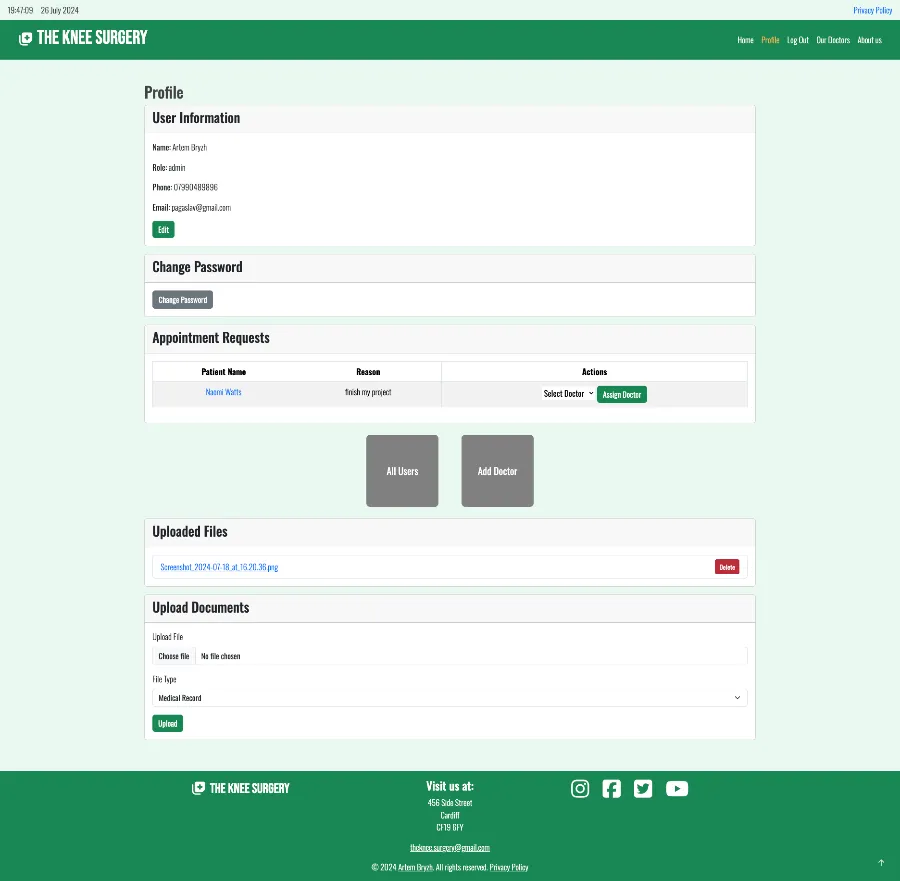 19:47:09 26 July 2024 Privacy Policy
THE KNEE SURGERY
Home Profile Log Out Our Doctors About us
Profile
User Information
Name: Artem Bryzh
Role: admin
Phone: 07990489896
Email: pagaslav@gmail.com
Edit
Change Password
Change Password
Appointment Requests
Patient Name Reason Actions
Naomi Watts finish my project Select Doctor Assign Doctor
All Users Add Doctor
Uploaded Files
Screenshot_2024-07-18_at_16.20.36.png Delete
Upload Documents
Upload File
Choose file No file chosen
File Type
Medical Record
Upload
THE KNEE SURGERY
Visit us at:
456 Side Street
Cardiff
CF19 6FY
theknee.surgery@gmail.com
© 2024 Artem Bryzh. All rights reserved. Privacy Policy